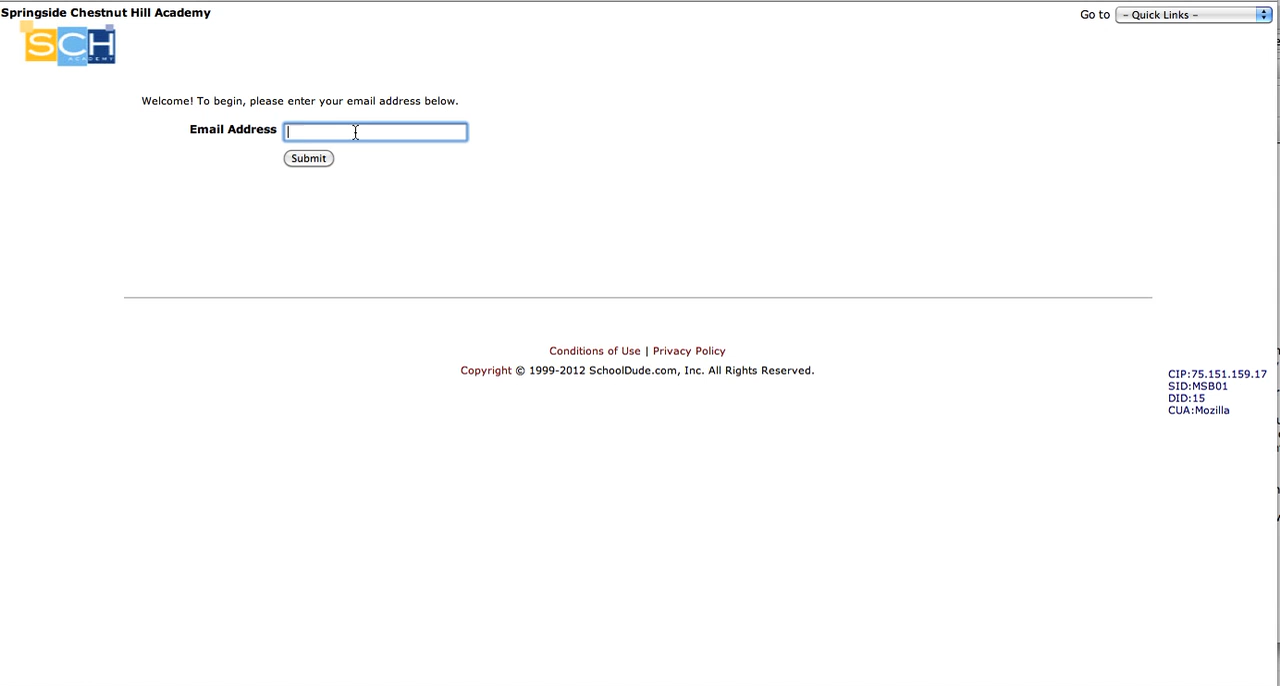 Springside Chestnut Hill Academy
Go to – Quick Links –
SCH
ACADEMY
Welcome! To begin, please enter your email address below.
Email Address
Submit
Conditions of Use | Privacy Policy
Copyright © 1999-2012 SchoolDude.com, Inc. All Rights Reserved.
CIP:75.151.159.17
SID:MSB01
DID:15
CUA:Mozilla